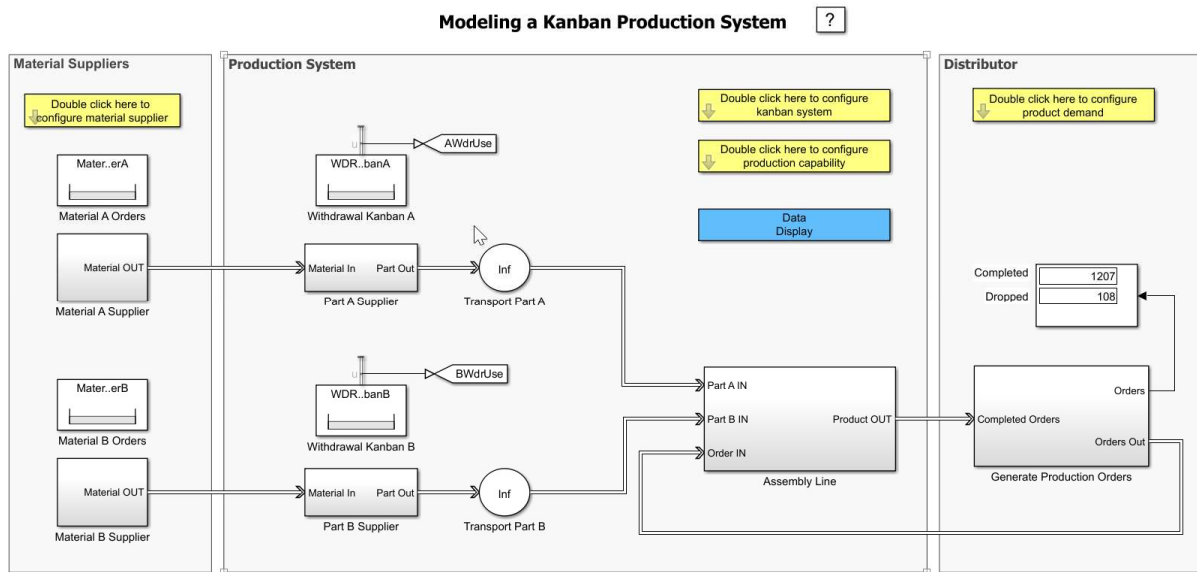 Modeling a Kanban Production System
?
Material Suppliers
Double click here to
configure material supplier
Mater..erA
Material A Orders
Material OUT
Material A Supplier
Mater..erB
Material B Orders
Material OUT
Material B Supplier
Production System
u
AWdrUse
WDR..banA
Withdrawal Kanban A
Material In
Part Out
Part A Supplier
Inf
Transport Part A
u
BWdrUse
WDR..banB
Withdrawal Kanban B
Material In
Part Out
Part B Supplier
Inf
Transport Part B
Double click here to configure
kanban system
Double click here to configure
production capability
Data
Display
Part A IN
Part B IN
Order IN
Product OUT
Assembly Line
Distributor
Double click here to configure
product demand
Completed
1207
Dropped
108
Orders
Completed Orders
Orders Out
Generate Production Orders